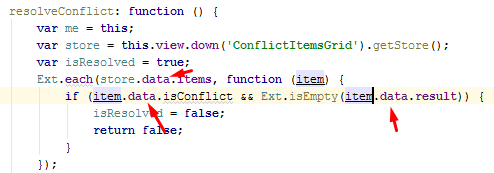 resolveConflict: function () {
    var me = this;
    var store = this.view.down('ConflictItemsGrid').getStore();
    var isResolved = true;
    Ext.each(store.data.items, function (item) {
        if (item.data.isConflict && Ext.isEmpty(item.data.result)) {
            isResolved = false;
            return false;
        }
    });